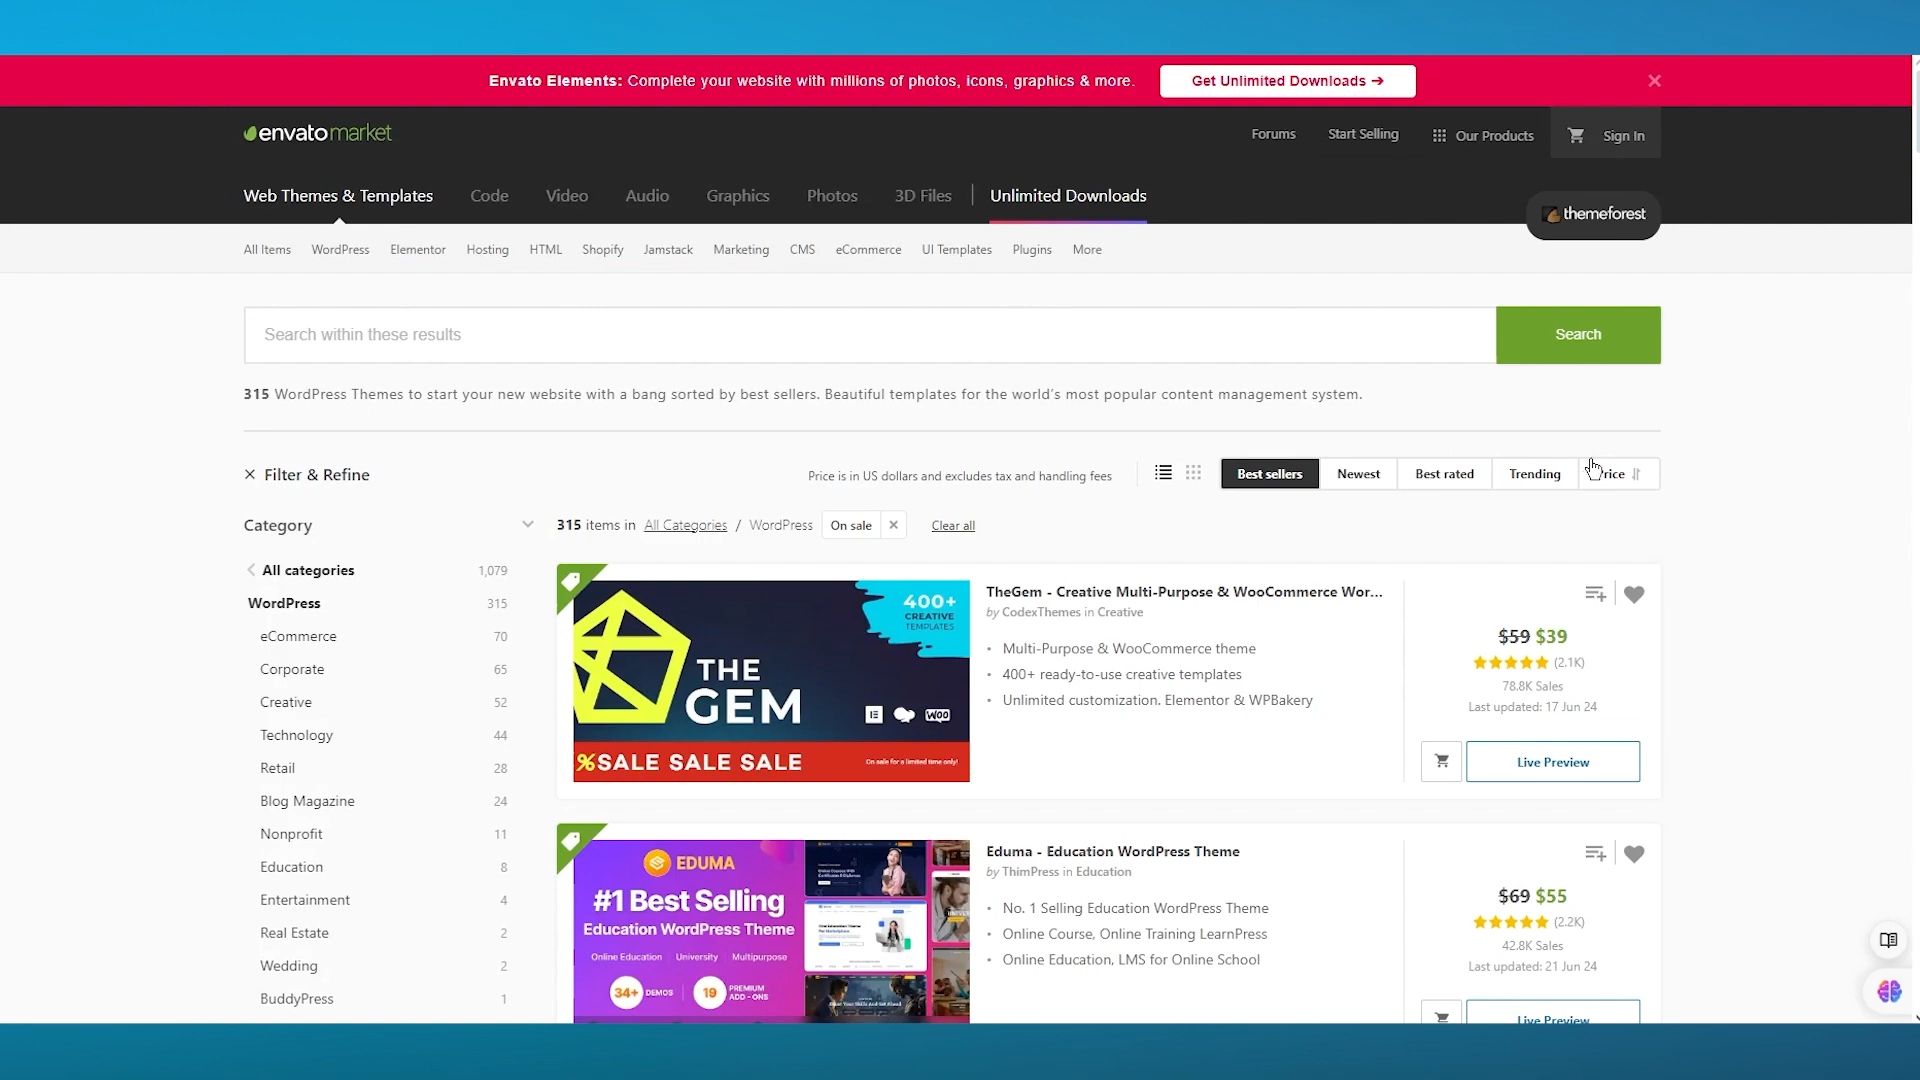 Envato Elements: Complete your website with millions of photos, icons, graphics & more.
Get Unlimited Downloads →
envatomarket
Forums
Start Selling
Our Products
Sign In
Web Themes & Templates
Code
Video
Audio
Graphics
Photos
3D Files
Unlimited Downloads
themeforest
All Items
WordPress
Elementor
Hosting
HTML
Shopify
Jamstack
Marketing
CMS
eCommerce
UI Templates
Plugins
More
Search within these results
Search
315 WordPress Themes to start your new website with a bang sorted by best sellers. Beautiful templates for the world's most popular content management system.
Filter & Refine
Price is in US dollars and excludes tax and handling fees
Best sellers
Newest
Best rated
Trending
Price
Category
315 items in All Categories / WordPress
On sale
Clear all
All categories 1,079
WordPress 315
eCommerce 70
Corporate 65
Creative 52
Technology 44
Retail 28
Blog Magazine 24
Nonprofit 11
Education 8
Entertainment 4
Real Estate 2
Wedding 2
BuddyPress 1
400+
CREATIVE
TEMPLATES
THE
GEM
WOO
%SALE SALE SALE
On sale for a limited time only!
TheGem - Creative Multi-Purpose & WooCommerce Wor...
by CodexThemes in Creative
• Multi-Purpose & WooCommerce theme
• 400+ ready-to-use creative templates
• Unlimited customization. Elementor & WPBakery
$59 $39
(2.1K)
78.8K Sales
Last updated: 17 Jun 24
Live Preview
EDUMA
#1 Best Selling
Education WordPress Theme
Online Education
University
Multipurpose
34+ DEMOS
19 PREMIUM
ADD - ONS
Eduma - Education WordPress Theme
by ThimPress in Education
• No. 1 Selling Education WordPress Theme
• Online Course, Online Training LearnPress
• Online Education, LMS for Online School
$69 $55
(2.2K)
42.8K Sales
Last updated: 21 Jun 24
Live Preview